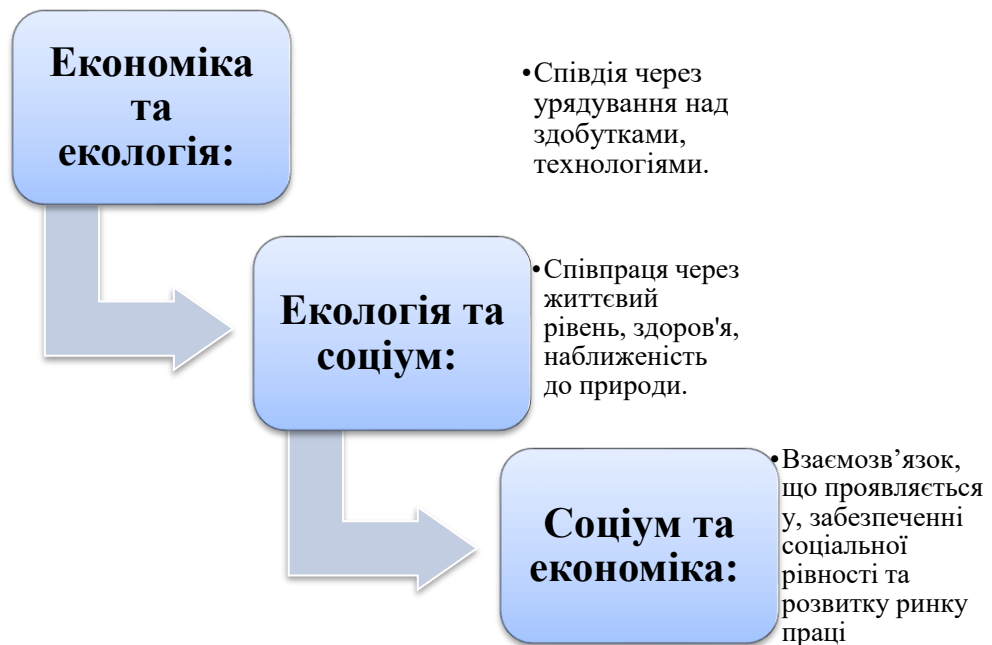 Економіка
та
екологія:
•Співдія через
урядування над
здобутками,
технологіями.
Екологія та
соціум:
•Співпраця через
життєвий
рівень, здоров'я,
наближеність
до природи.
Соціум та
економіка:
•Взаємозв’язок,
що проявляється
у, забезпеченні
соціальної
рівності та
розвитку ринку
праці